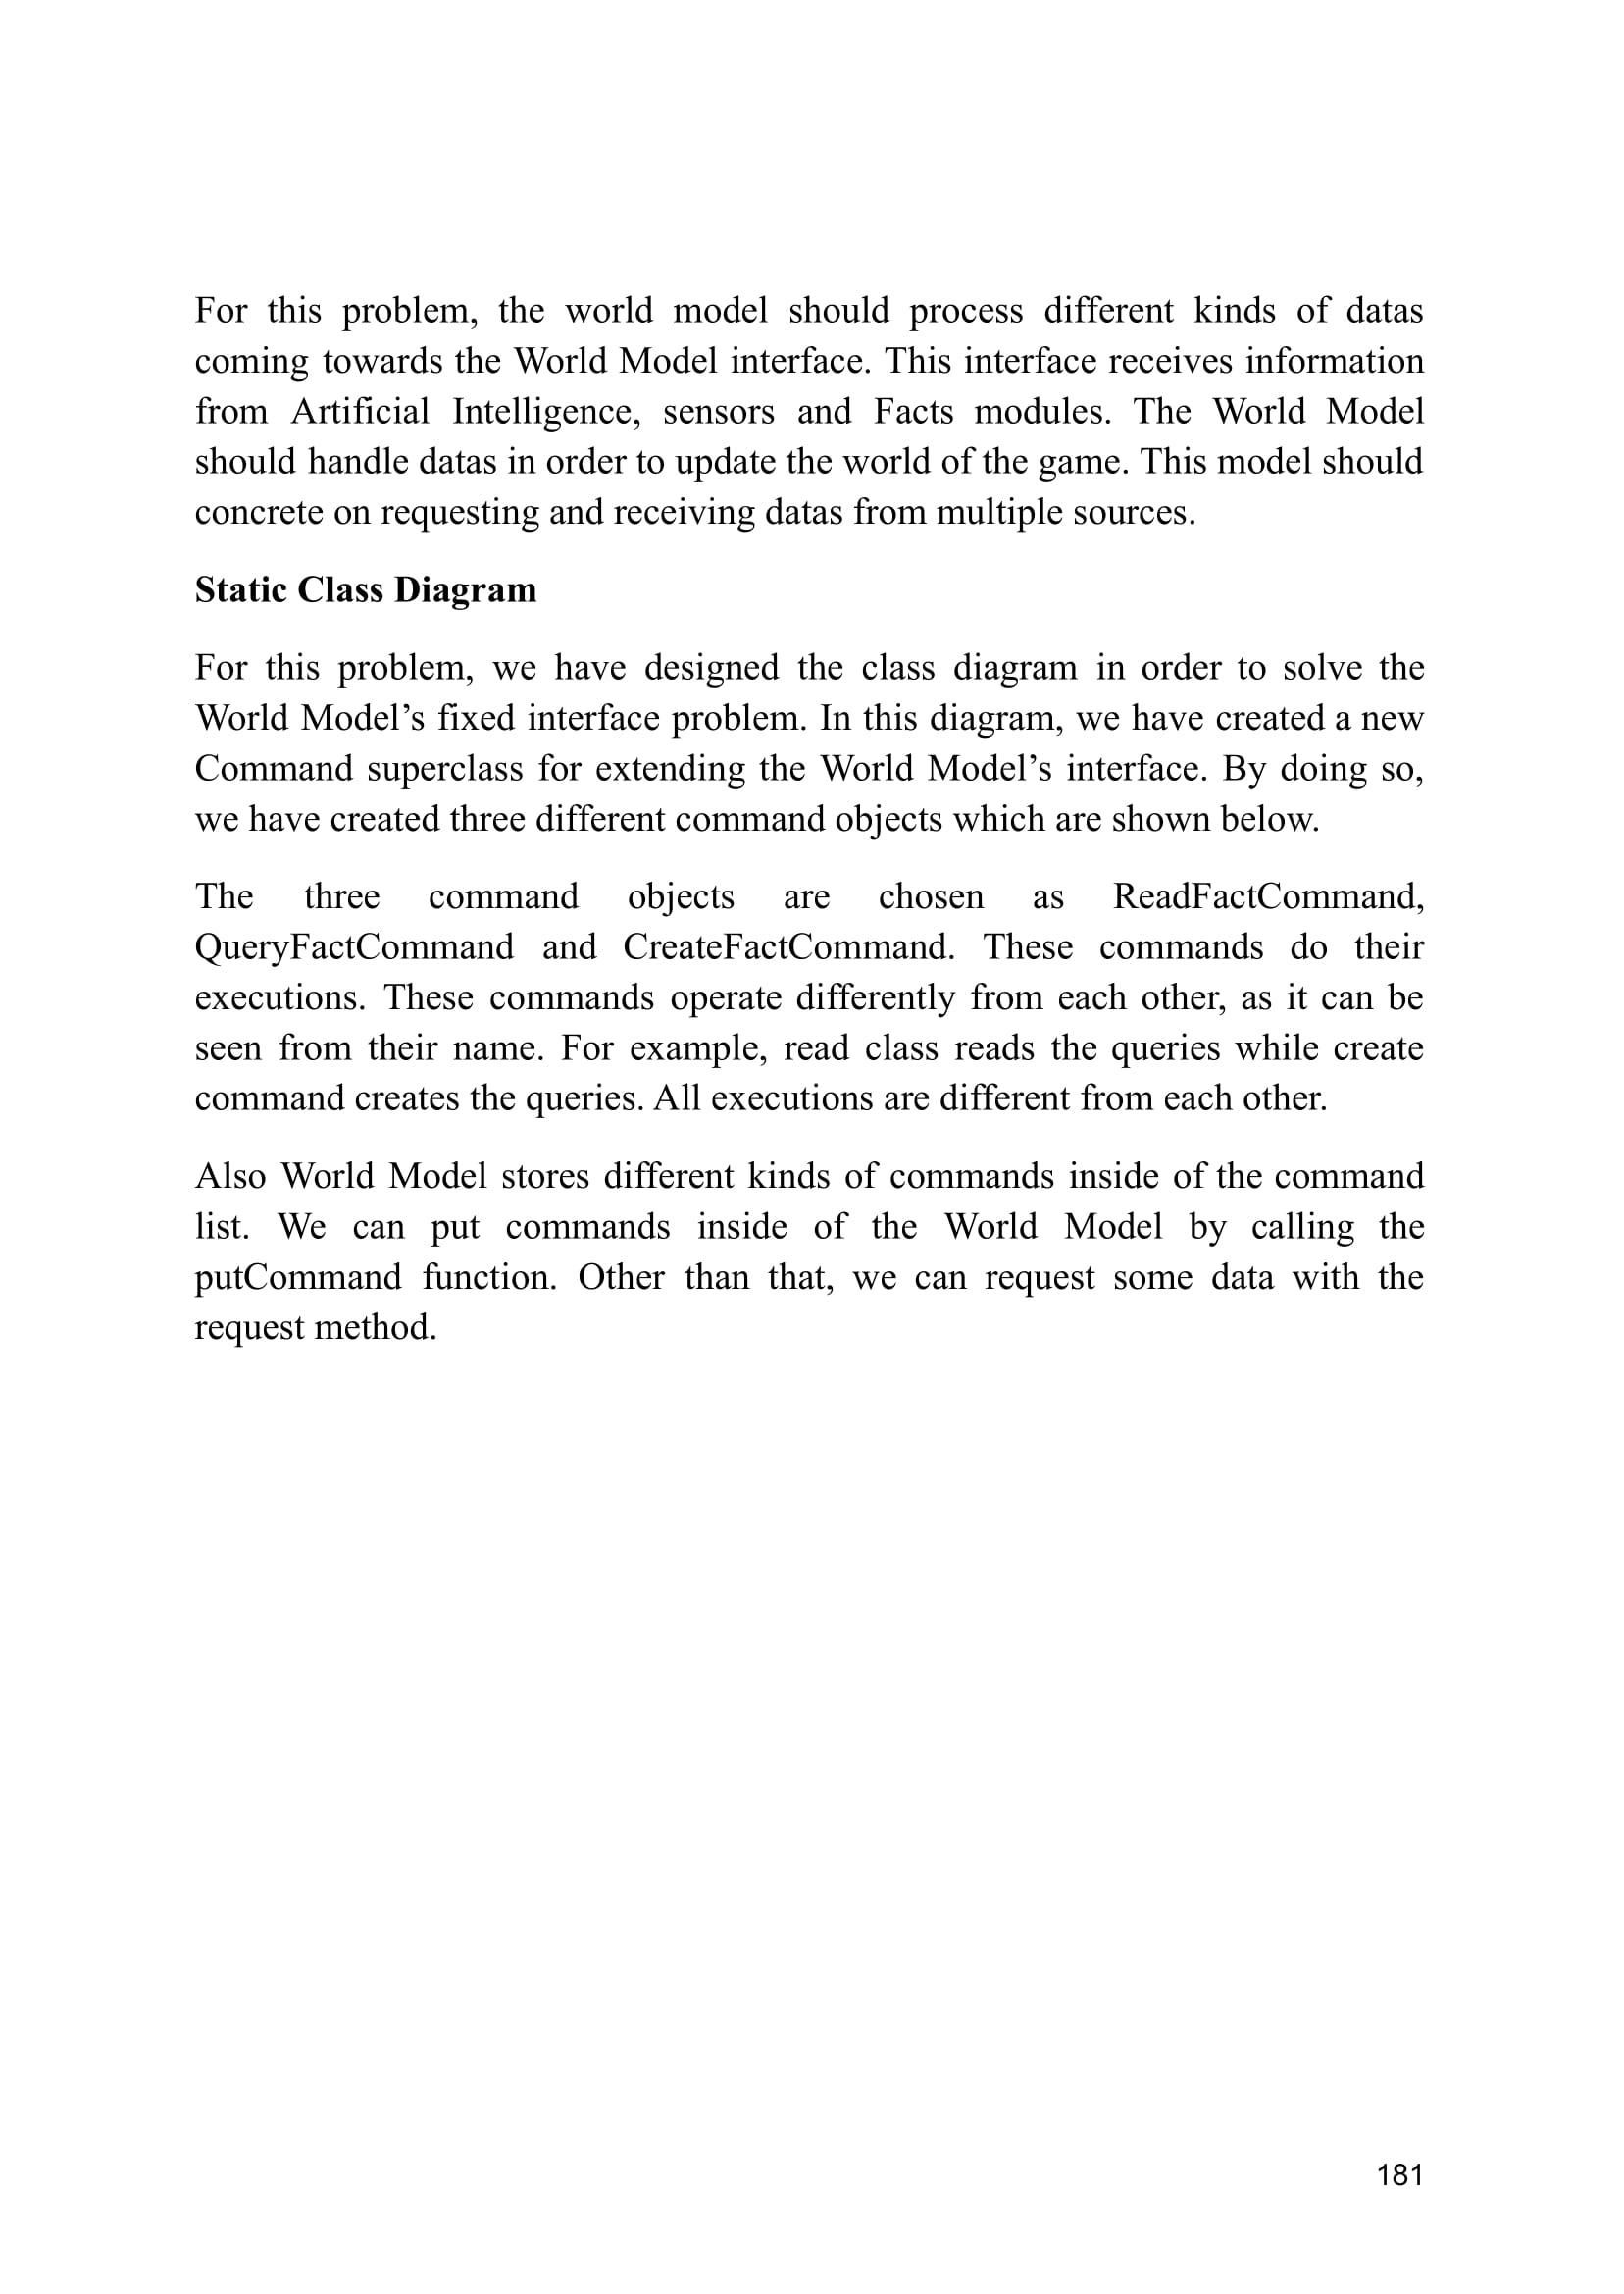 For this problem, the world model should process different kinds of datas
coming towards the World Model interface. This interface receives information
from Artificial Intelligence, sensors and Facts modules. The World Model
should handle datas in order to update the world of the game. This model should
concrete on requesting and receiving datas from multiple sources.
Static Class Diagram
For this problem, we have designed the class diagram in order to solve the
World Model’s fixed interface problem. In this diagram, we have created a new
Command superclass for extending the World Model’s interface. By doing so,
we have created three different command objects which are shown below.
The three command objects are chosen as ReadFactCommand,
QueryFactCommand and CreateFactCommand. These commands do their
executions. These commands operate differently from each other, as it can be
seen from their name. For example, read class reads the queries while create
command creates the queries. All executions are different from each other.
Also World Model stores different kinds of commands inside of the command
list. We can put commands inside of the World Model by calling the
putCommand function. Other than that, we can request some data with the
request method.
181